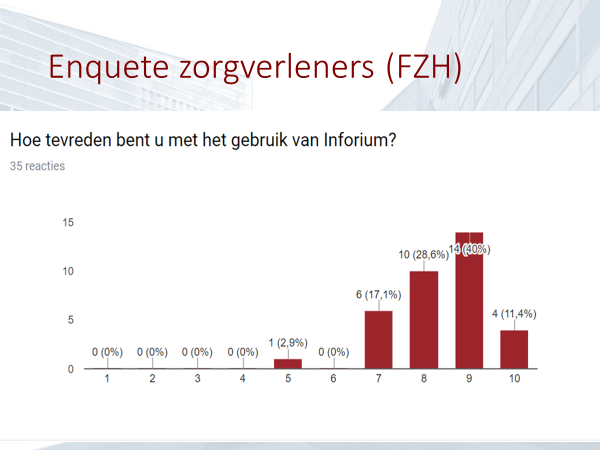 Enquete zorgverleners (FZH)
Hoe tevreden bent u met het gebruik van Inforium?
35 reacties
15
10
5
0
0 (0%) 0 (0%) 0 (0%) 0 (0%) 1 (2,9%) 0 (0%) 6 (17,1%) 10 (28,6%) 14 (40%) 4 (11,4%)
1 2 3 4 5 6 7 8 9 10